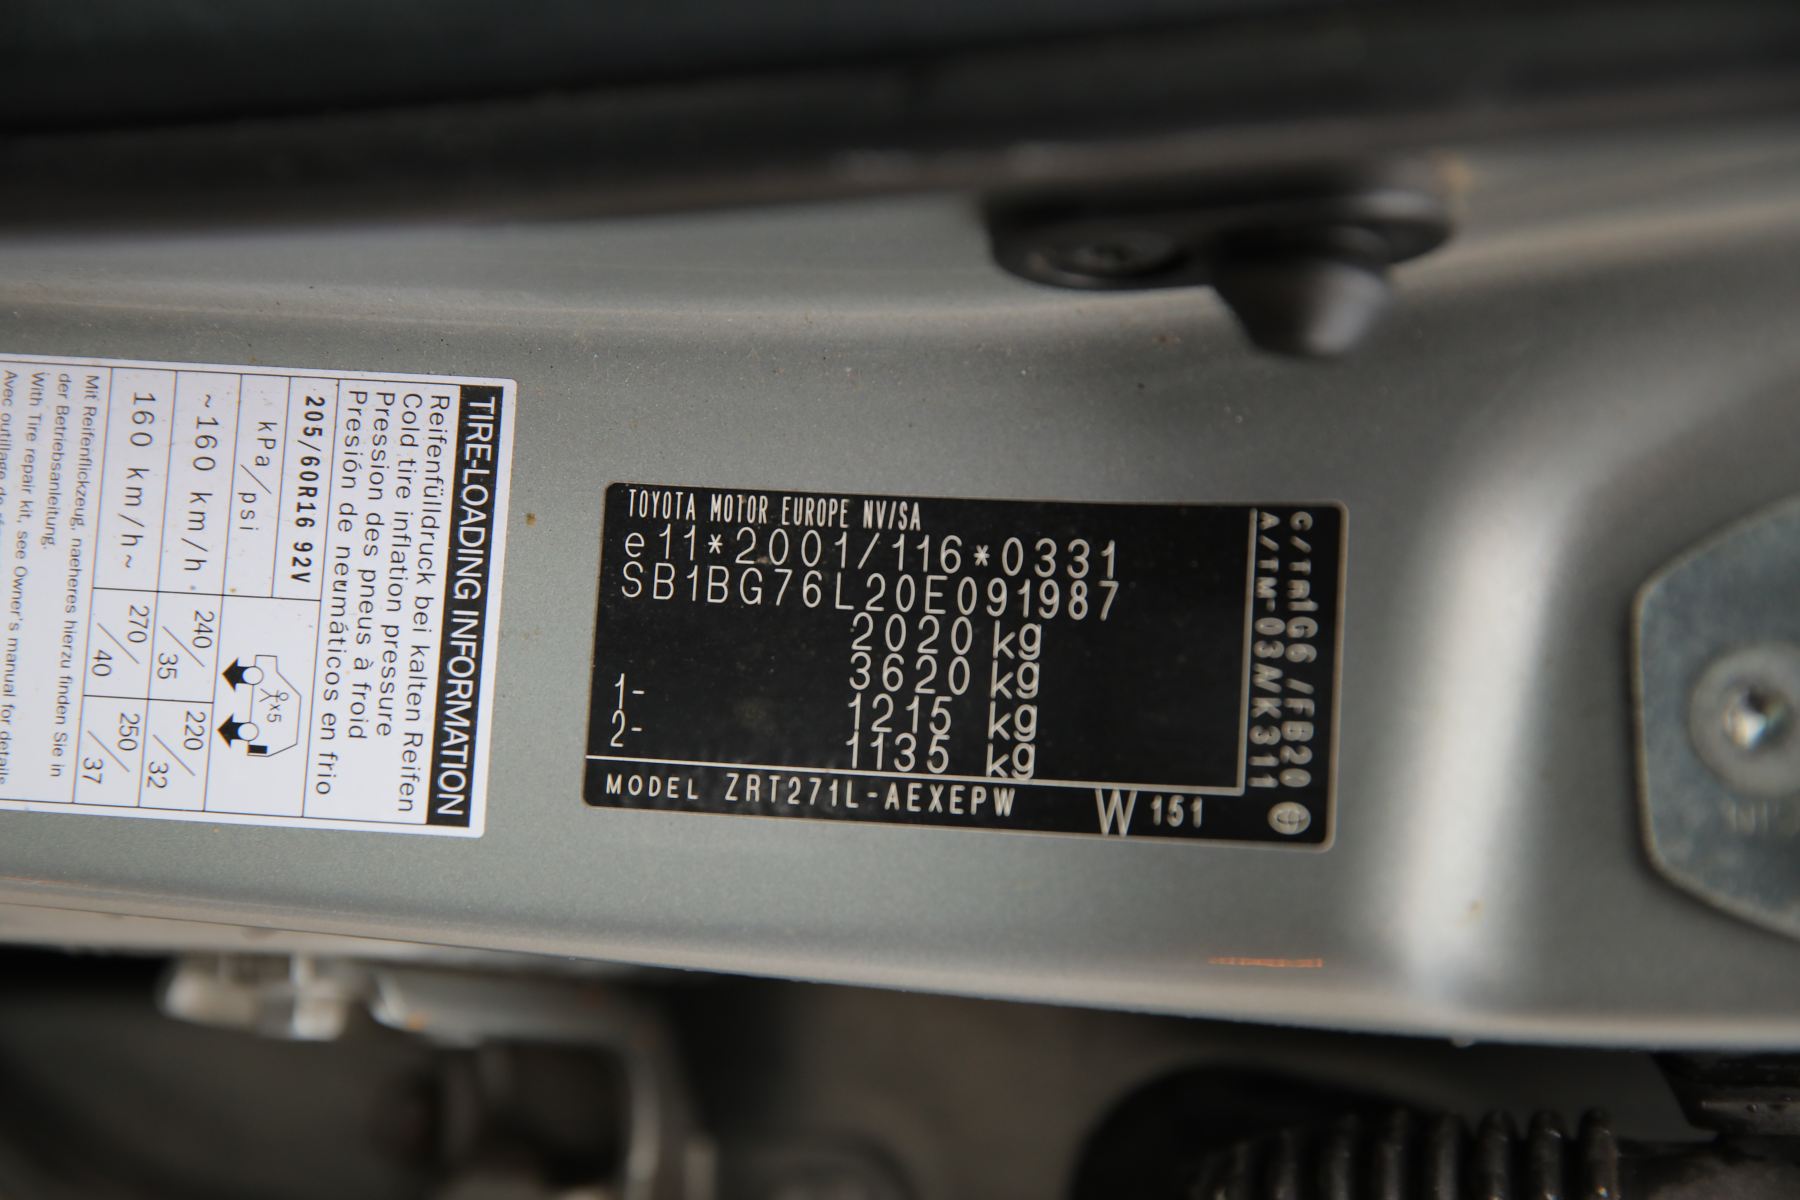 TOYOTA MOTOR EUROPE NV/SA
e11*2001/116*0331
SB1BG76L20E091987
2020 kg
3620 kg
1- 1215 kg
2- 1135 kg
MODEL ZRT271L-AEXEPW W 151
/FB20
/K311
TIRE-LOADING INFORMATION
Reifenfülldruck bei kalten Reifen
Cold tire inflation pressure
Pression des pneus à froid
Presión de neumáticos en frio
205/60R16 92V
x5
kPa/psi
~160 km/h 240/35 220/32
160 km/h~ 270/40 250/37
Mit Reifenflickzeug, naeheres hierzu finden Sie in
der Betriebsanleitung.
With Tire repair kit, see Owner's manual for details
Avec outillage de